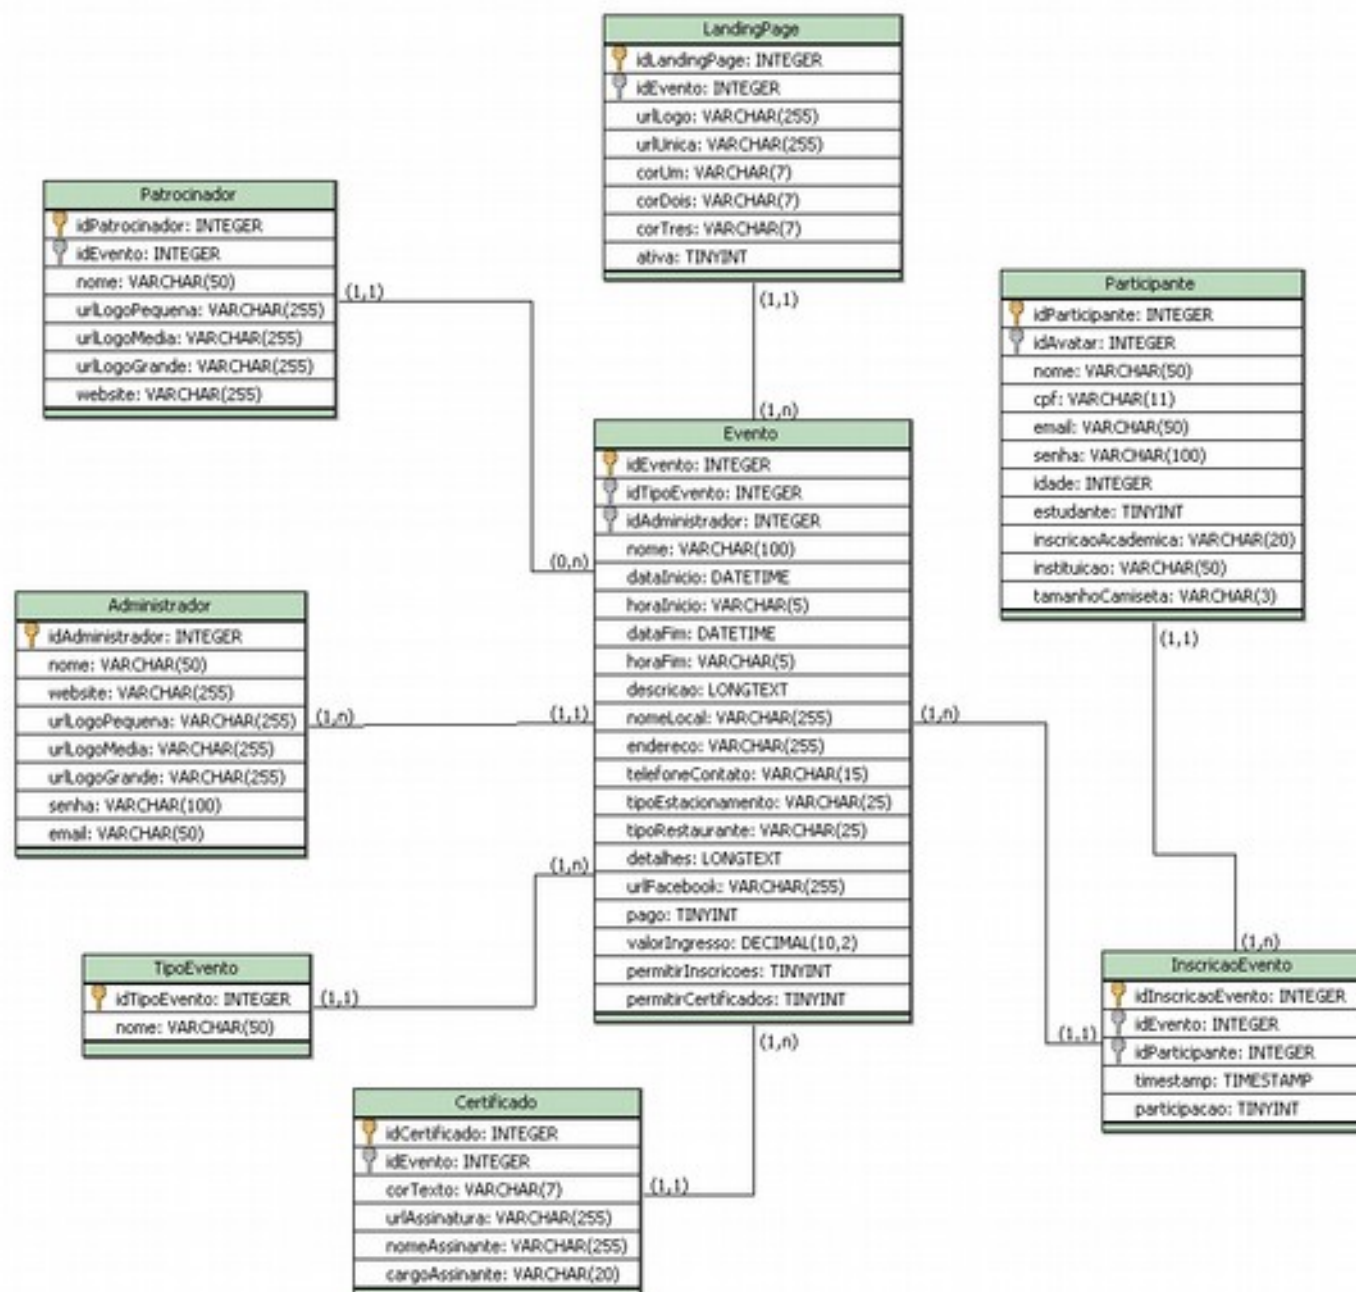 LandingPage
idLandingPage: INTEGER
idEvento: INTEGER
urlLogo: VARCHAR(255)
urlUnica: VARCHAR(255)
corUm: VARCHAR(7)
corDois: VARCHAR(7)
corTres: VARCHAR(7)
ativa: TINYINT
(1,1)
(1,n)
Patrocinador
idPatrocinador: INTEGER
idEvento: INTEGER
nome: VARCHAR(50)
urlLogoPequena: VARCHAR(255)
urlLogoMedia: VARCHAR(255)
urlLogoGrande: VARCHAR(255)
website: VARCHAR(255)
(1,1)
(0,n)
Participante
idParticipante: INTEGER
idAvatar: INTEGER
nome: VARCHAR(50)
cpf: VARCHAR(11)
email: VARCHAR(50)
senha: VARCHAR(100)
idade: INTEGER
estudante: TINYINT
inscricaoAcademica: VARCHAR(20)
instituicao: VARCHAR(50)
tamanhoCamiseta: VARCHAR(3)
(1,1)
(1,n)
Evento
idEvento: INTEGER
idTipoEvento: INTEGER
idAdministrador: INTEGER
nome: VARCHAR(100)
dataInicio: DATETIME
horaInicio: VARCHAR(5)
dataFim: DATETIME
horaFim: VARCHAR(5)
descricao: LONGTEXT
nomeLocal: VARCHAR(255)
endereco: VARCHAR(255)
telefoneContato: VARCHAR(15)
tipoEstacionamento: VARCHAR(25)
tipoRestaurante: VARCHAR(25)
detalhes: LONGTEXT
urlFacebook: VARCHAR(255)
pago: TINYINT
valorIngresso: DECIMAL(10,2)
permitirInscricoes: TINYINT
permitirCertificados: TINYINT
Administrador
idAdministrador: INTEGER
nome: VARCHAR(50)
website: VARCHAR(255)
urlLogoPequena: VARCHAR(255)
urlLogoMedia: VARCHAR(255)
urlLogoGrande: VARCHAR(255)
senha: VARCHAR(100)
email: VARCHAR(50)
(1,n)
(1,1)
(1,n)
(1,1)
TipoEvento
idTipoEvento: INTEGER
nome: VARCHAR(50)
(1,1)
(1,n)
InscricaoEvento
idInscricaoEvento: INTEGER
idEvento: INTEGER
idParticipante: INTEGER
timestamp: TIMESTAMP
participacao: TINYINT
(1,n)
(1,1)
Certificado
idCertificado: INTEGER
idEvento: INTEGER
corTexto: VARCHAR(7)
urlAssinatura: VARCHAR(255)
nomeAssinante: VARCHAR(255)
cargoAssinante: VARCHAR(20)